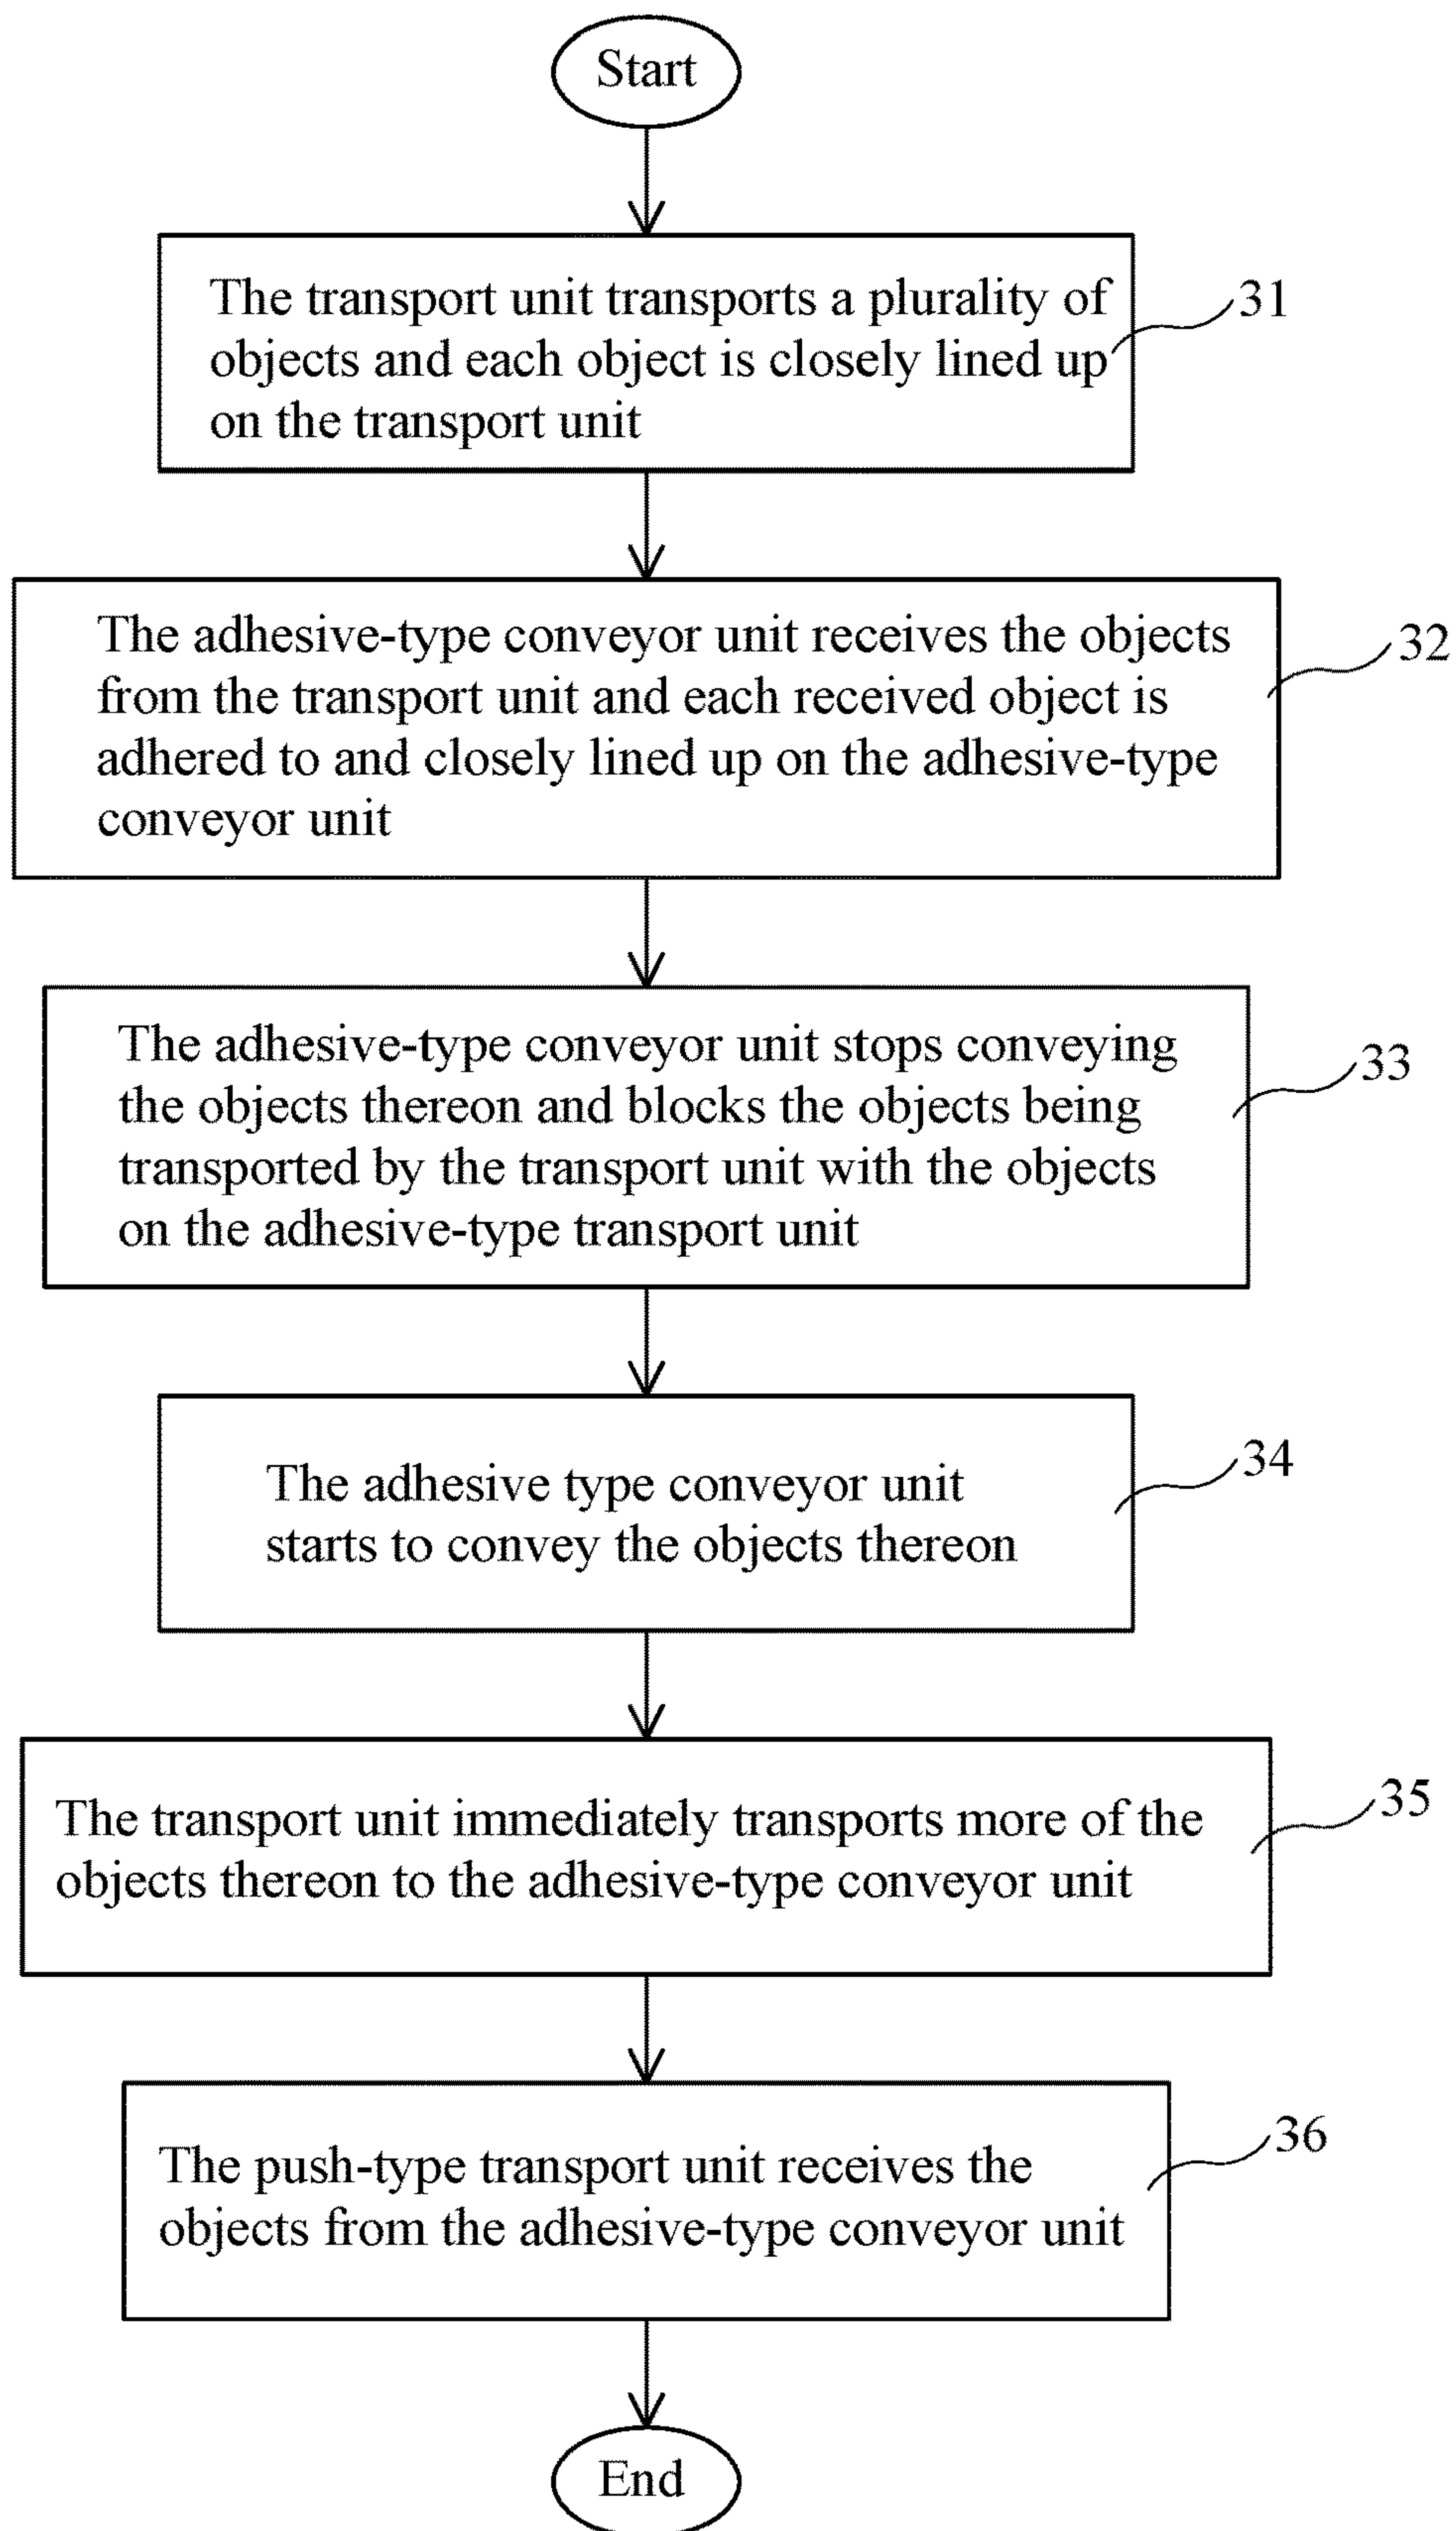 Start
The transport unit transports a plurality of
objects and each object is closely lined up
on the transport unit
31
The adhesive-type conveyor unit receives the objects
from the transport unit and each received object is
adhered to and closely lined up on the adhesive-type
conveyor unit
32
The adhesive-type conveyor unit stops conveying
the objects thereon and blocks the objects being
transported by the transport unit with the objects
on the adhesive-type transport unit
33
The adhesive type conveyor unit
starts to convey the objects thereon
34
The transport unit immediately transports more of the
objects thereon to the adhesive-type conveyor unit
35
The push-type transport unit receives the
objects from the adhesive-type conveyor unit
36
End